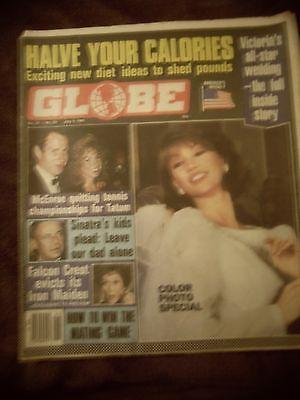 HALVE YOUR CALORIES
Exciting new diet ideas to shed pounds
Victoria's
all-star
wedding
— the full
inside
story
GLOBE
McEnroe quitting tennis
championships for Tatum
Sinatra's kids
plead: Leave
our dad alone
Falcon Crest
evicts its
Iron Maiden
COLOR
PHOTO
SPECIAL
HOW TO WIN THE
MATING GAME